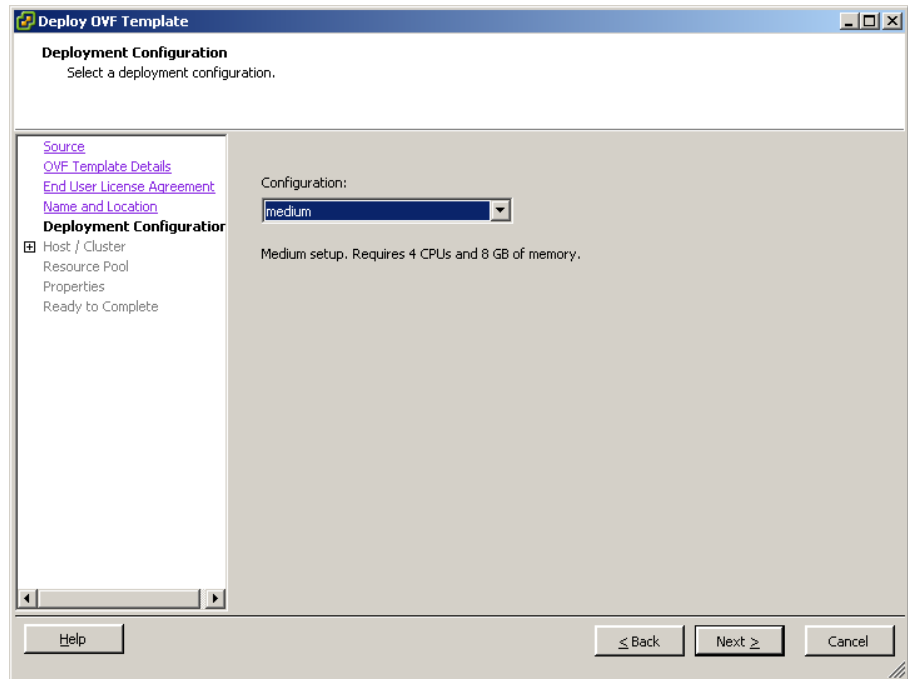 Deploy OVF Template
Deployment Configuration
Select a deployment configuration.
Source
OVF Template Details
End User License Agreement
Name and Location
Deployment Configuration
Host / Cluster
Resource Pool
Properties
Ready to Complete
Configuration:
medium
Medium setup. Requires 4 CPUs and 8 GB of memory.
Help
≤ Back
Next ≥
Cancel